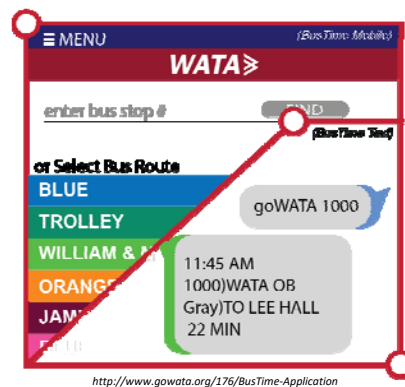 ≡ MENU
(BusTime Mobile)
WATA
enter bus stop #
FIND
(BusTime Text)
or Select Bus Route
BLUE
TROLLEY
WILLIAM &
ORANGE
goWATA 1000
11:45 AM
1000)WATA OB
Gray)TO LEE HALL
22 MIN
http://www.gowata.org/176/BusTime-Application